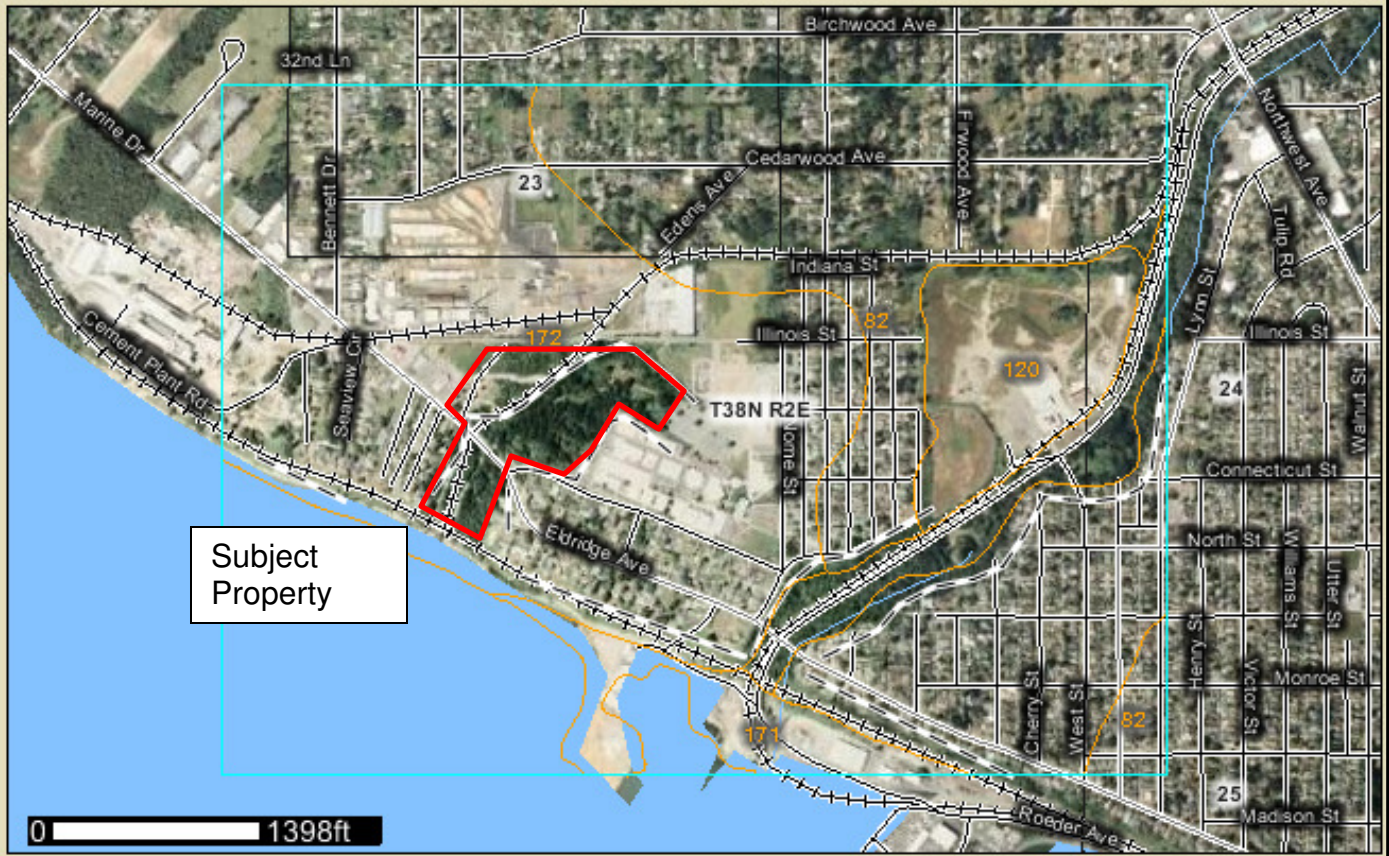 Birchwood Ave
32nd Ln
Marine Dr
Northwest Ave
Firwood Ave
Cedarwood Ave
23
Bennett Dr
Edens Ave
Tulip Rd
Indiana St
Lynn St
82
Illinois St
Illinois St
Cement Plant Rd
Seaview Cir
172
120
24
T38N R2E
Walnut St
Nome St
Connecticut St
Eldridge Ave
North St
Williams St
Utter St
Subject
Property
Henry St
Cherry St
West St
Victor St
Monroe St
82
171
25
Madison St
Roeder Ave
0 1398ft